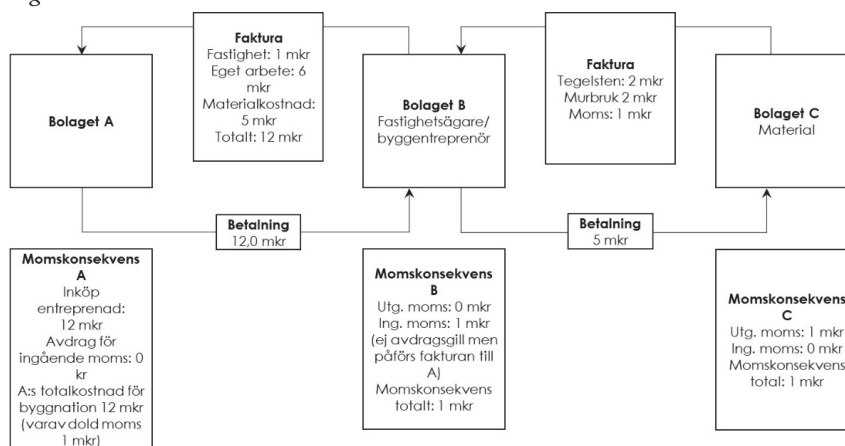 Faktura
Fastighet: 1 mkr
Eget arbete: 6
mkr
Materialkostnad:
5 mkr
Totalt: 12 mkr
Faktura
Tegelsten: 2 mkr
Murbruk 2 mkr
Moms: 1 mkr
Bolaget A
Bolaget B
Fastighetsägare/
byggentreprenör
Bolaget C
Material
Betalning
12,0 mkr
Betalning
5 mkr
Momskonsekvens
A
Inköp
entreprenad:
12 mkr
Avdrag för
ingående moms: 0
kr
A:s totalkostnad för
byggnation 12 mkr
(varav dold moms
1 mkr)
Momskonsekvens
B
Utg. moms: 0 mkr
Ing. moms: 1 mkr
(ej avdragsgill men
påförs fakturan till
A)
Momskonsekvens
totalt: 1 mkr
Momskonsekvens
C
Utg. moms: 1 mkr
Ing. moms: 0 mkr
Momskonsekvens
total: 1 mkr